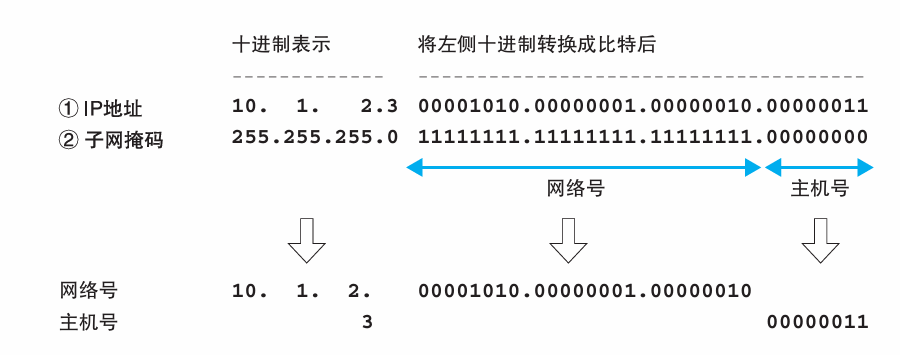 十进制表示 将左侧十进制转换成比特后
① IP地址 10. 1. 2.3 00001010.00000001.00000010.00000011
② 子网掩码 255.255.255.0 11111111.11111111.11111111.00000000
网络号 主机号
网络号 10. 1. 2. 00001010.00000001.00000010
主机号 3 00000011